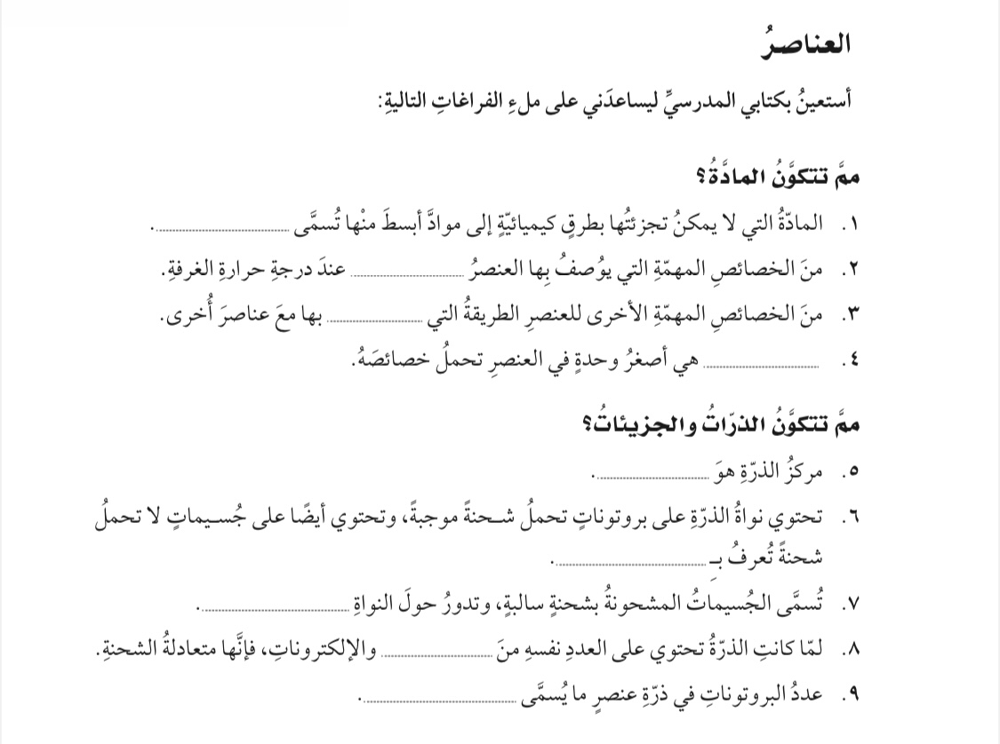 العناصرُ
أستعينُ بكتابي المدرسيِّ ليساعدَني على ملءِ الفراغاتِ التاليةِ:
ممَّ تتكوَّنُ المادَّةُ؟
١. المادّةُ التي لا يمكنُ تجزئتُها بطرقٍ كيميائيّةٍ إلى موادَّ أبسطَ منْها تُسمَّى ..............................
٢. منَ الخصائصِ المهمّةِ التي يوُصفُ بِها العنصرُ .............................. عندَ درجةِ حرارةِ الغرفةِ.
٣. منَ الخصائصِ المهمّةِ الأخرى للعنصرِ الطريقةُ التي .............................. بها معَ عناصرَ أُخرى.
٤. .............................. هي أصغرُ وحدةٍ في العنصرِ تحملُ خصائصَهُ.
ممَّ تتكوَّنُ الذرّاتُ والجزيئاتُ؟
٥. مركزُ الذرّةِ هوَ ..............................
٦. تحتوي نواةُ الذرّةِ على بروتوناتٍ تحملُ شحنةً موجبةً، وتحتوي أيضًا على جُسيماتٍ لا تحملُ
شحنةً تُعرفُ بـِ ..............................
٧. تُسمَّى الجُسيماتُ المشحونةُ بشحنةٍ سالبةٍ، وتدورُ حولَ النواةِ ..............................
٨. لمّا كانتِ الذرّةُ تحتوي على العددِ نفسهِ منَ .............................. والإلكتروناتِ، فإنَّها متعادلةُ الشحنةِ.
٩. عددُ البروتوناتِ في ذرّةِ عنصرٍ ما يُسمَّى ..............................